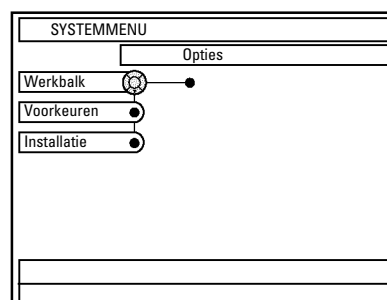 SYSTEMMENU
Opties
Werkbalk
Voorkeuren
Installatie